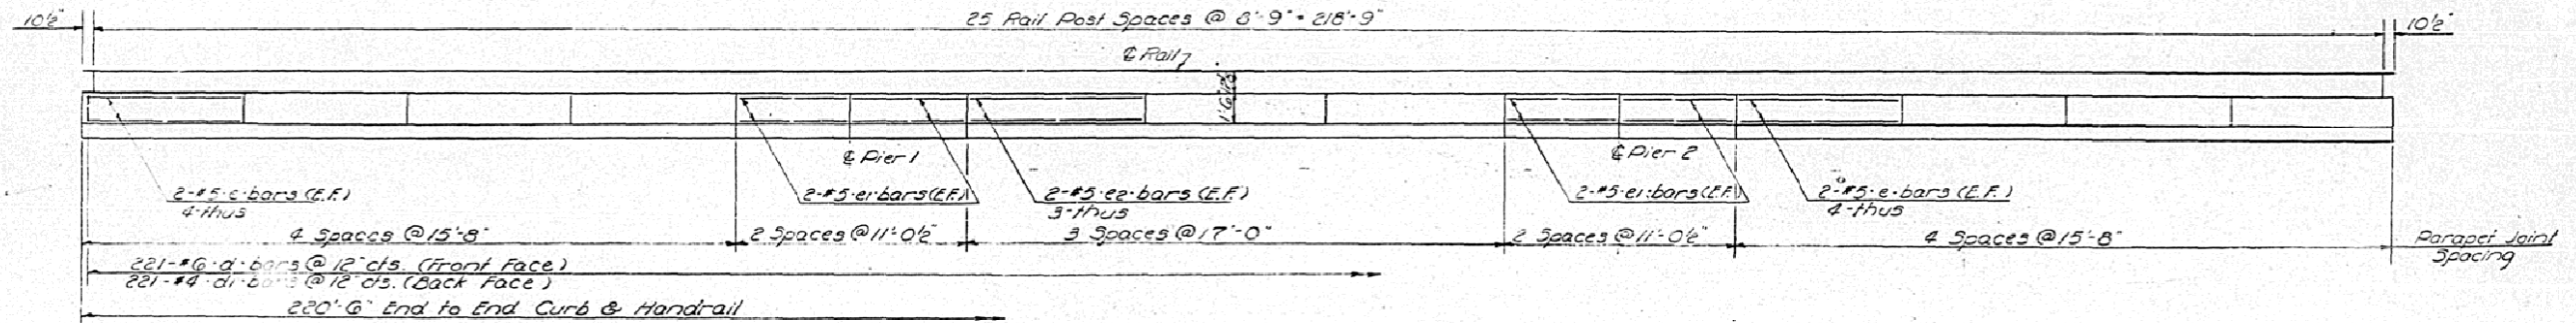 10½" 25 Rail Post Spaces @ 8'-9" = 218'-9" 10½"
℄ Rail
1'-6"
℄ Pier 1 ℄ Pier 2
2-#5-e-bars (E.F.) 2-#5-e1-bars (E.F.) 2-#5-e2-bars (E.F.) 2-#5-e1-bars (E.F.) 2-#5-e-bars (E.F.)
4-thus 3-thus 4-thus
4 Spaces @ 15'-8" 2 Spaces @ 11'-0½" 3 Spaces @ 17'-0" 2 Spaces @ 11'-0½" 4 Spaces @ 15'-8" Parapet Joint
Spacing
221-#6-d-bars @ 12" cts. (Front Face)
221-#4-d1-bars @ 12" cts. (Back Face)
220'-6" End to End Curb & Handrail